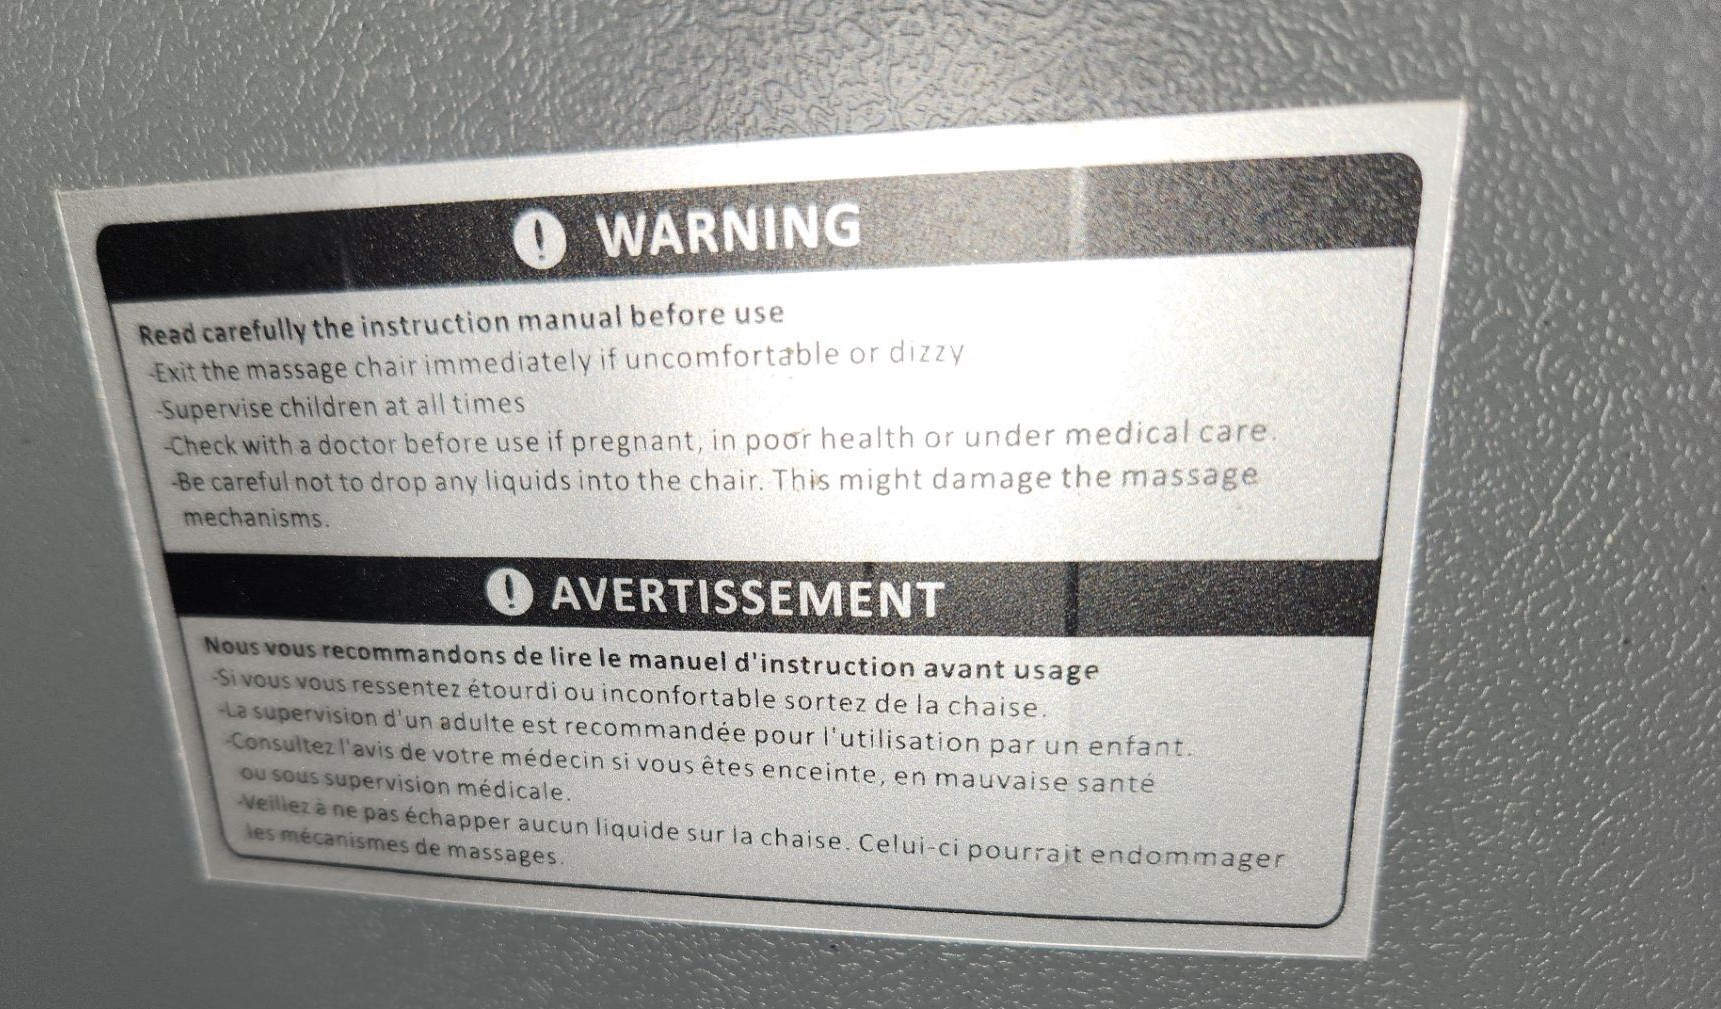 WARNING
Read carefully the instruction manual before use
-Exit the massage chair immediately if uncomfortable or dizzy
-Supervise children at all times
-Check with a doctor before use if pregnant, in poor health or under medical care.
-Be careful not to drop any liquids into the chair. This might damage the massage
mechanisms.
AVERTISSEMENT
Nous vous recommandons de lire le manuel d'instruction avant usage
-Si vous vous ressentez étourdi ou inconfortable sortez de la chaise.
-La supervision d'un adulte est recommandée pour l'utilisation par un enfant.
-Consultez l'avis de votre médecin si vous êtes enceinte, en mauvaise santé
ou sous supervision médicale.
-Veillez à ne pas échapper aucun liquide sur la chaise. Celui-ci pourrait endommager
les mécanismes de massages.